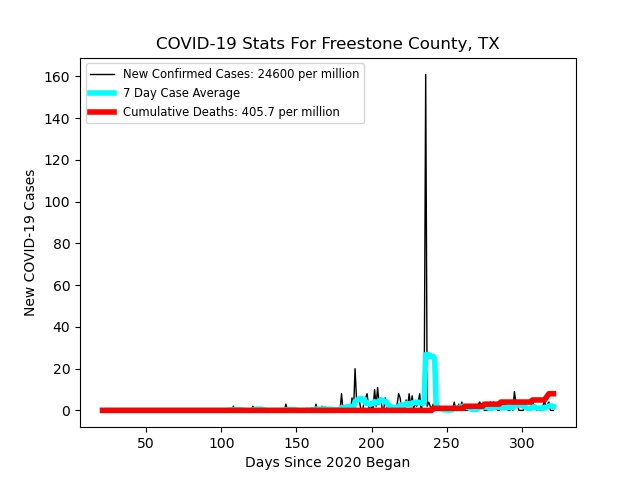 COVID-19 Stats For Freestone County, TX
New Confirmed Cases: 24600 per million
7 Day Case Average
Cumulative Deaths: 405.7 per million
New COVID-19 Cases
160
140
120
100
80
60
40
20
0
50 100 150 200 250 300
Days Since 2020 Began